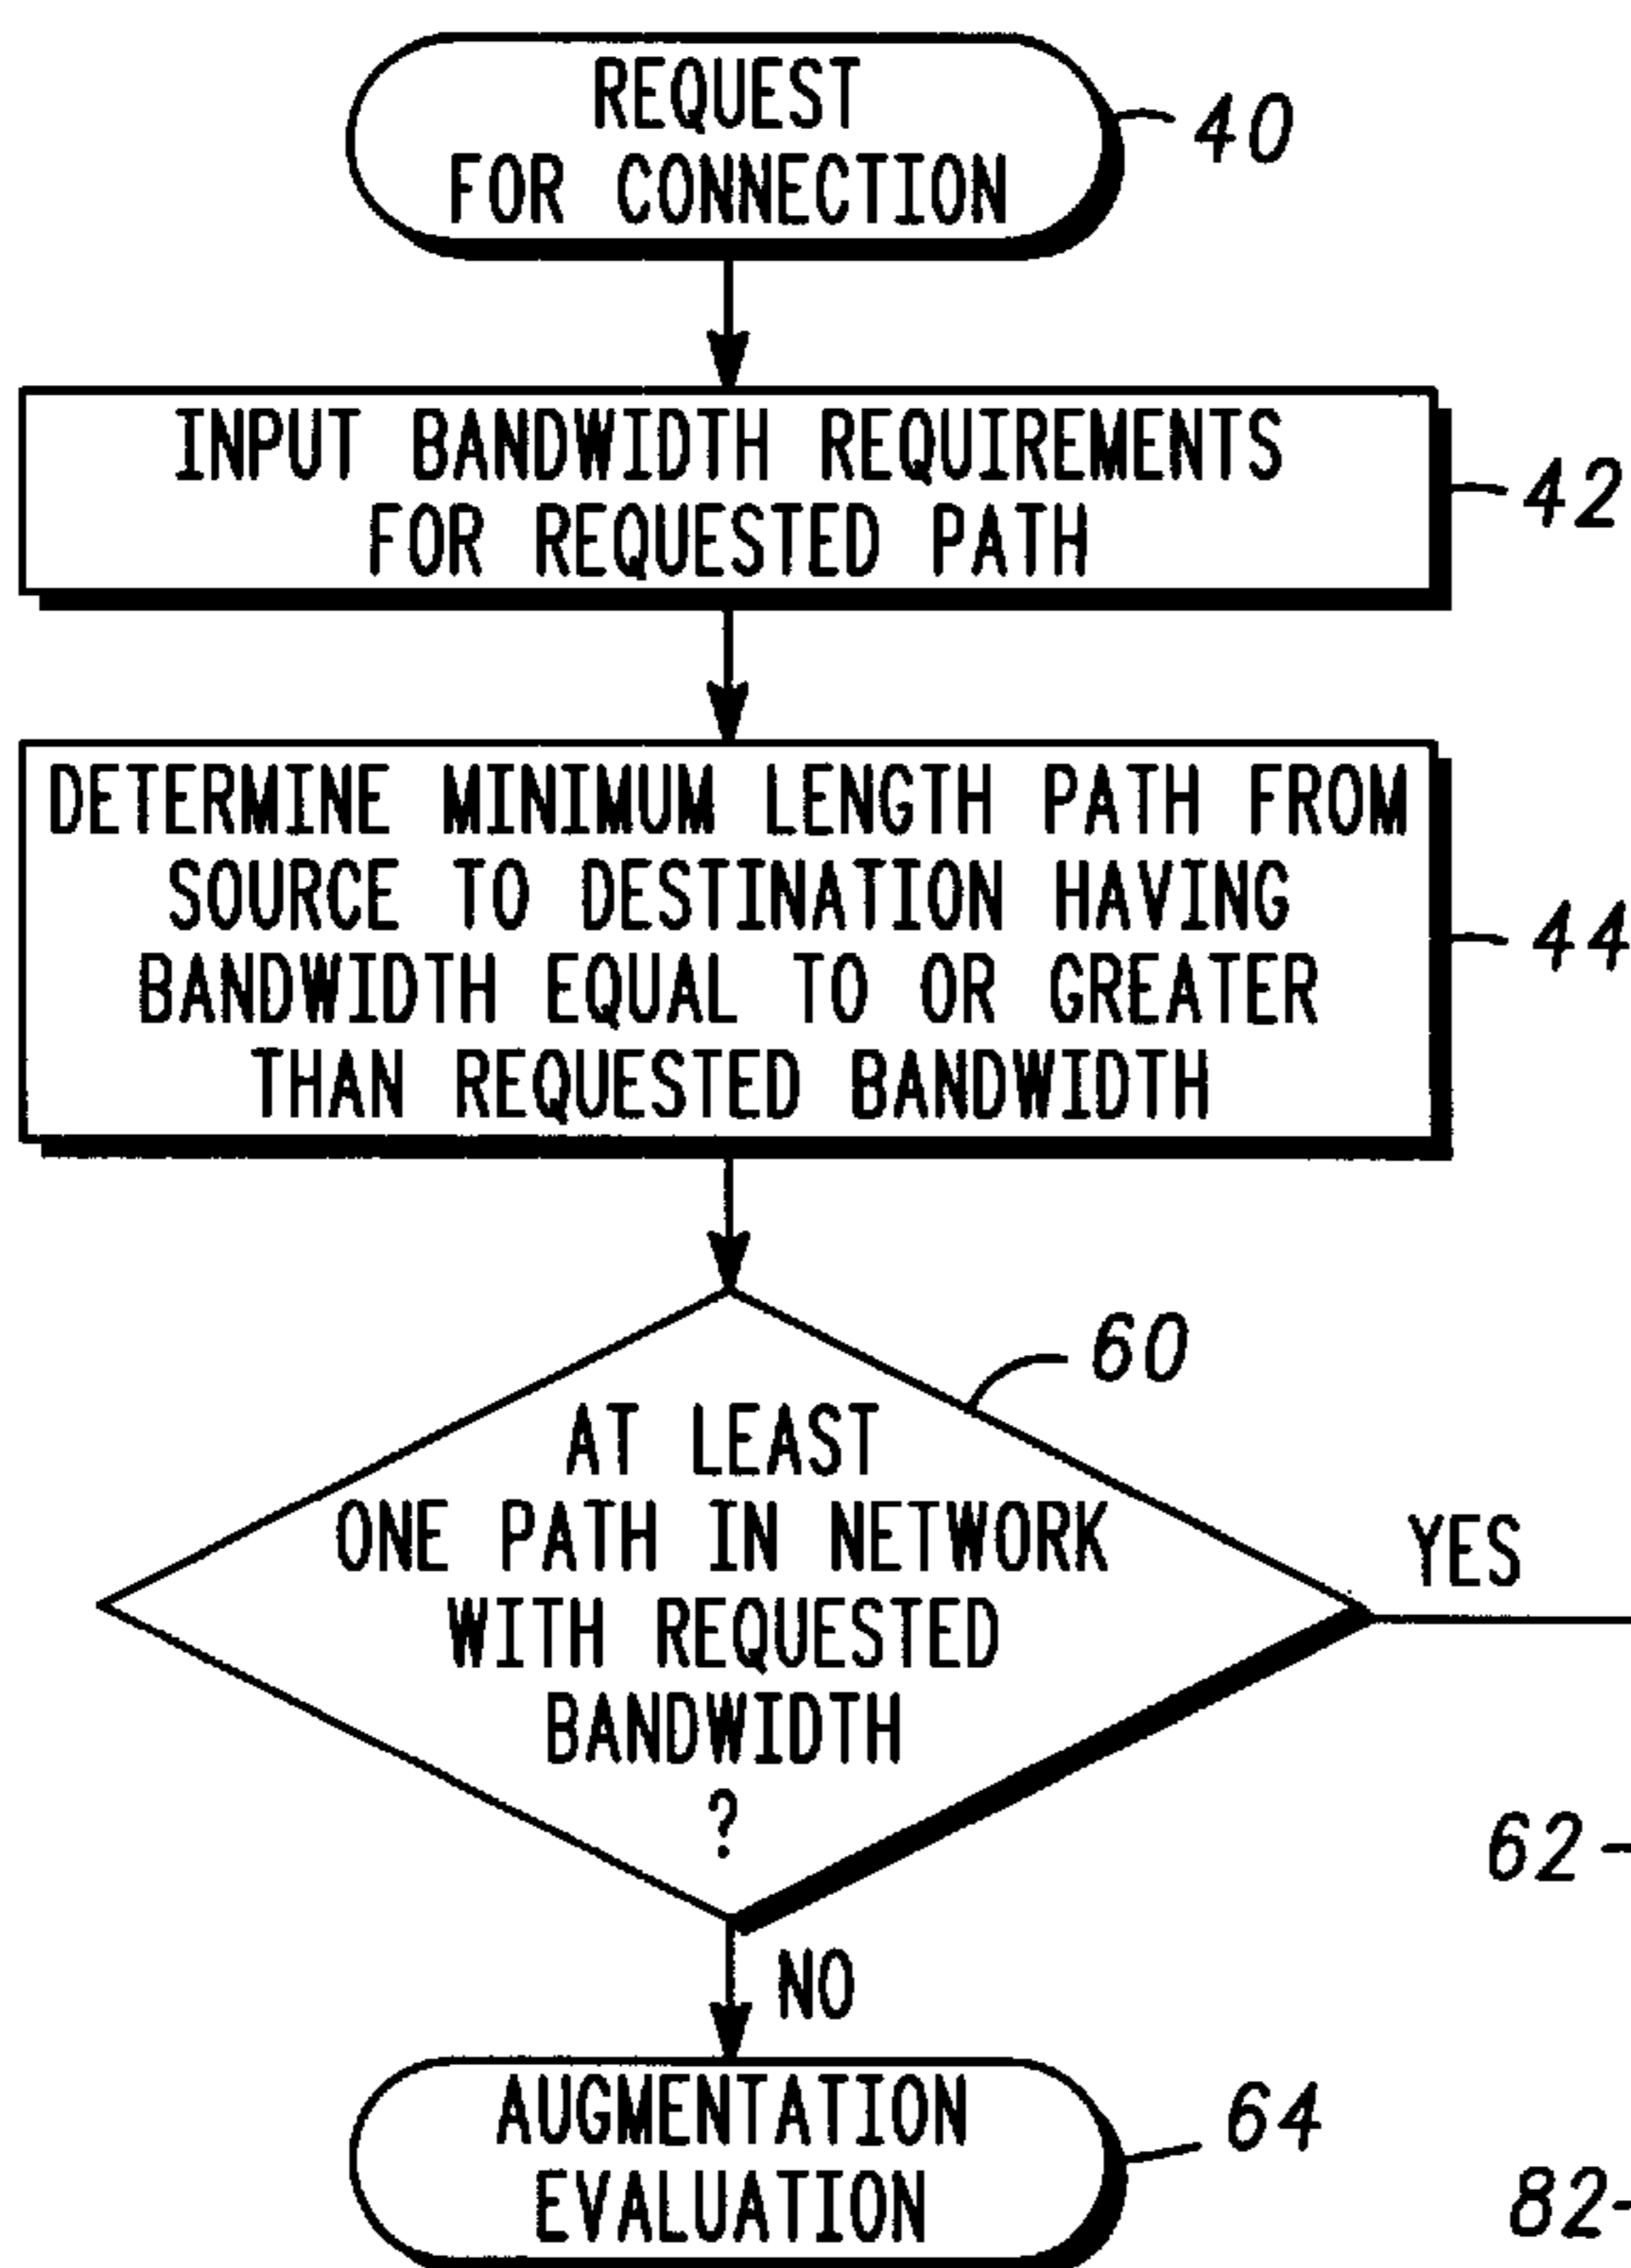 REQUEST
FOR CONNECTION
40
INPUT BANDWIDTH REQUIREMENTS
FOR REQUESTED PATH
42
DETERMINE MINIMUM LENGTH PATH FROM
SOURCE TO DESTINATION HAVING
BANDWIDTH EQUAL TO OR GREATER
THAN REQUESTED BANDWIDTH
44
60
AT LEAST
ONE PATH IN NETWORK
WITH REQUESTED
BANDWIDTH
?
YES
62
NO
AUGMENTATION
EVALUATION
64
82